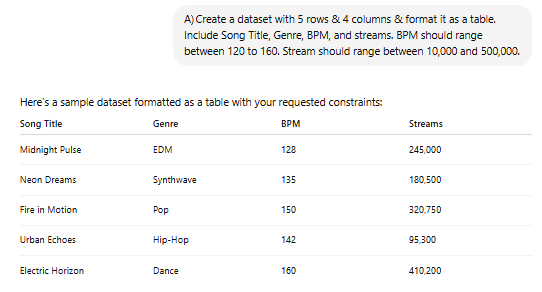 A) Create a dataset with 5 rows & 4 columns & format it as a table.
Include Song Title, Genre, BPM, and streams. BPM should range
between 120 to 160. Stream should range between 10,000 and 500,000.
Here's a sample dataset formatted as a table with your requested constraints:
Song Title Genre BPM Streams
Midnight Pulse EDM 128 245,000
Neon Dreams Synthwave 135 180,500
Fire in Motion Pop 150 320,750
Urban Echoes Hip-Hop 142 95,300
Electric Horizon Dance 160 410,200